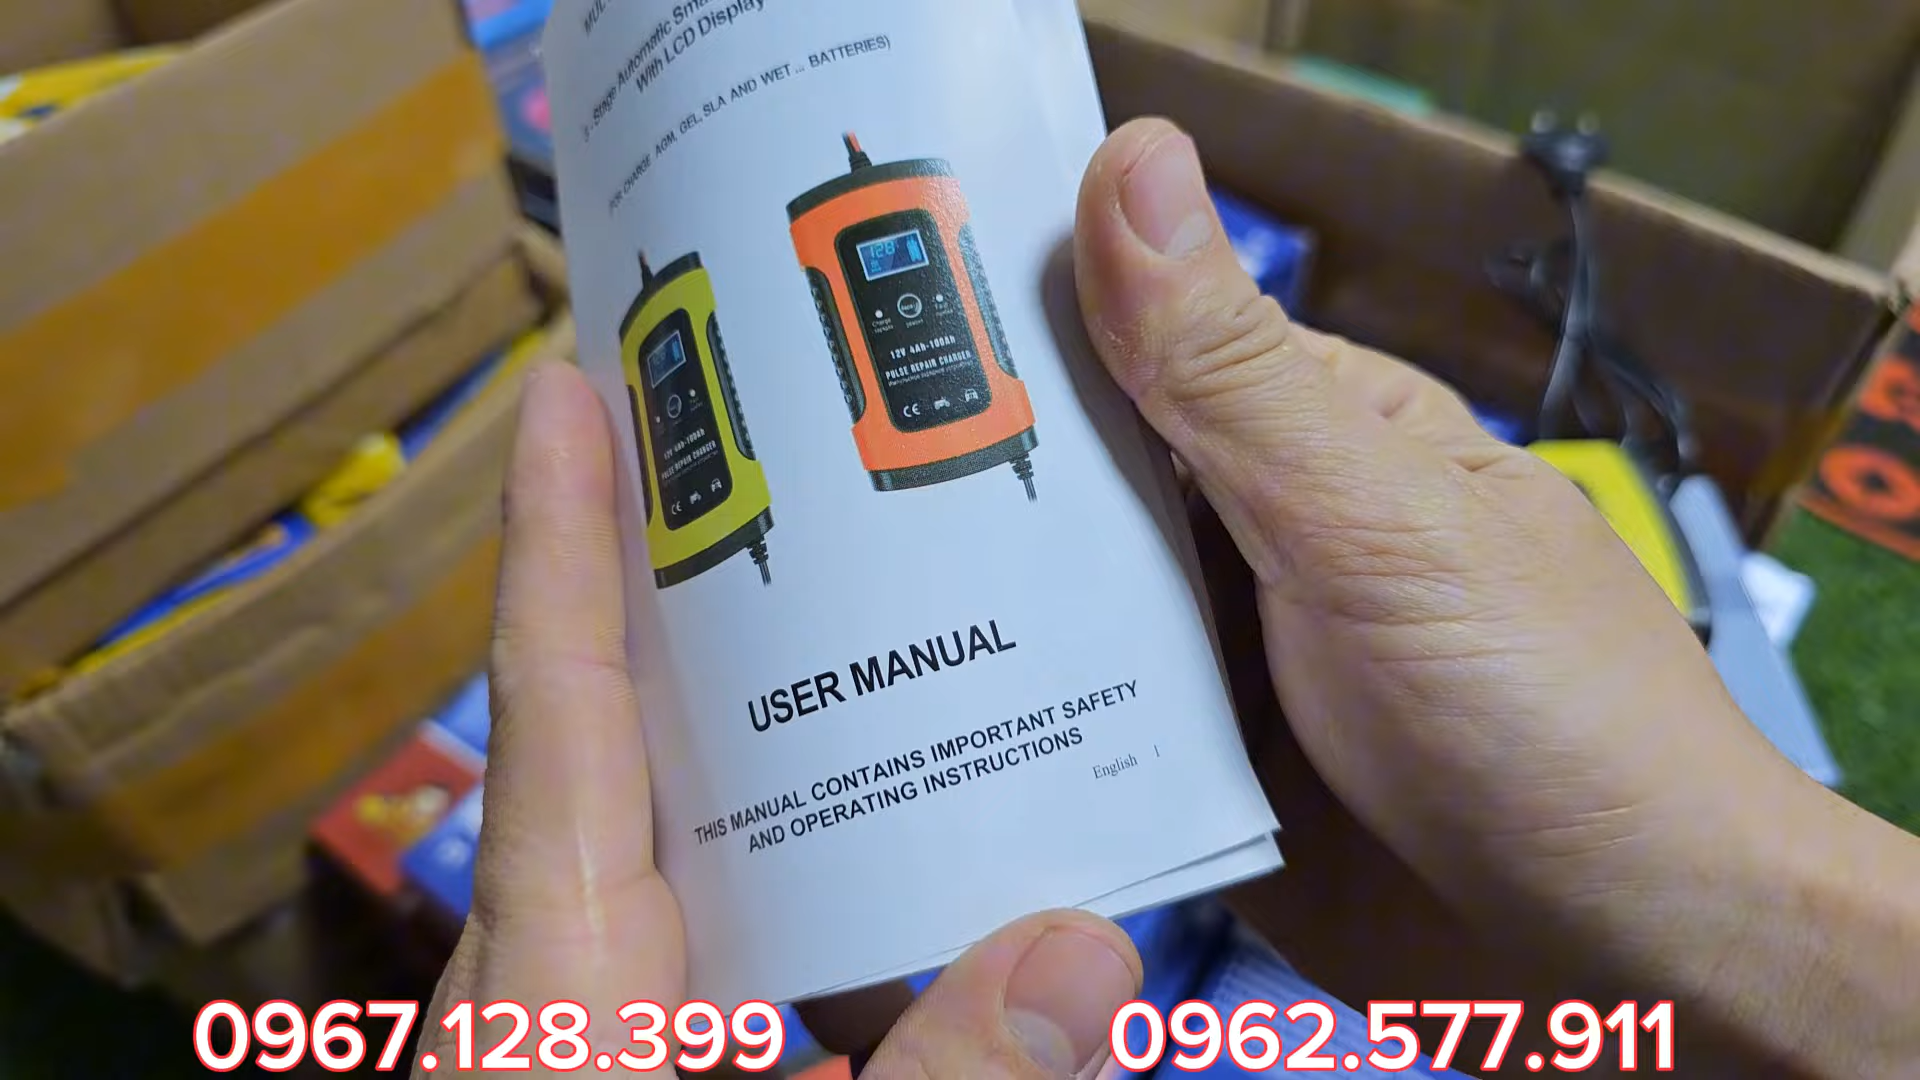 Stage Automatic
With LCD Display
CHARGE AGM, GEL, SLA AND WET ... BATTERIES)
128
12V 4Ah-100Ah
PULSE REPAIR CHARGER
CE
12V 4Ah-100Ah
PULSE REPAIR CHARGER
CE
USER MANUAL
THIS MANUAL CONTAINS IMPORTANT SAFETY
AND OPERATING INSTRUCTIONS
English 1
0967.128.399
0962.577.911